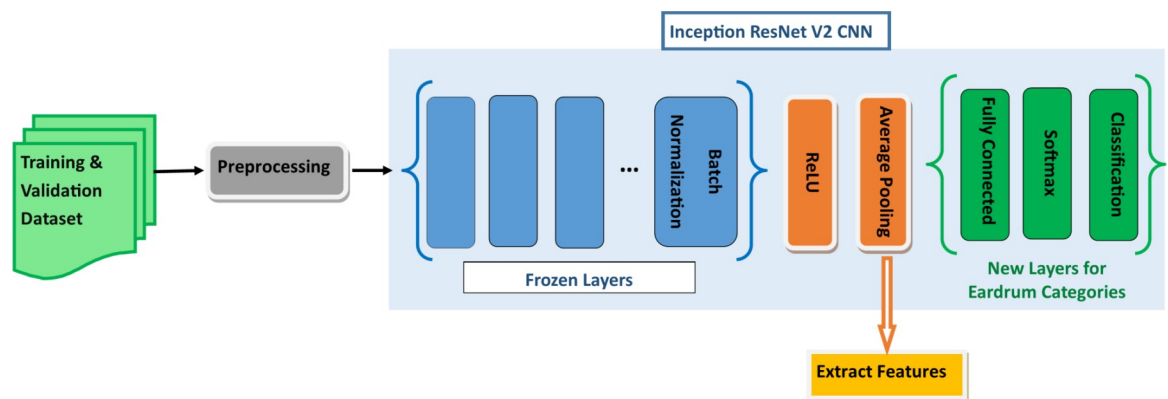 Inception ResNet V2 CNN
Training &
Validation
Dataset
Preprocessing
...
Batch
Normalization
ReLU
Average Pooling
Fully Connected
Softmax
Classification
Frozen Layers
New Layers for
Eardrum Categories
Extract Features